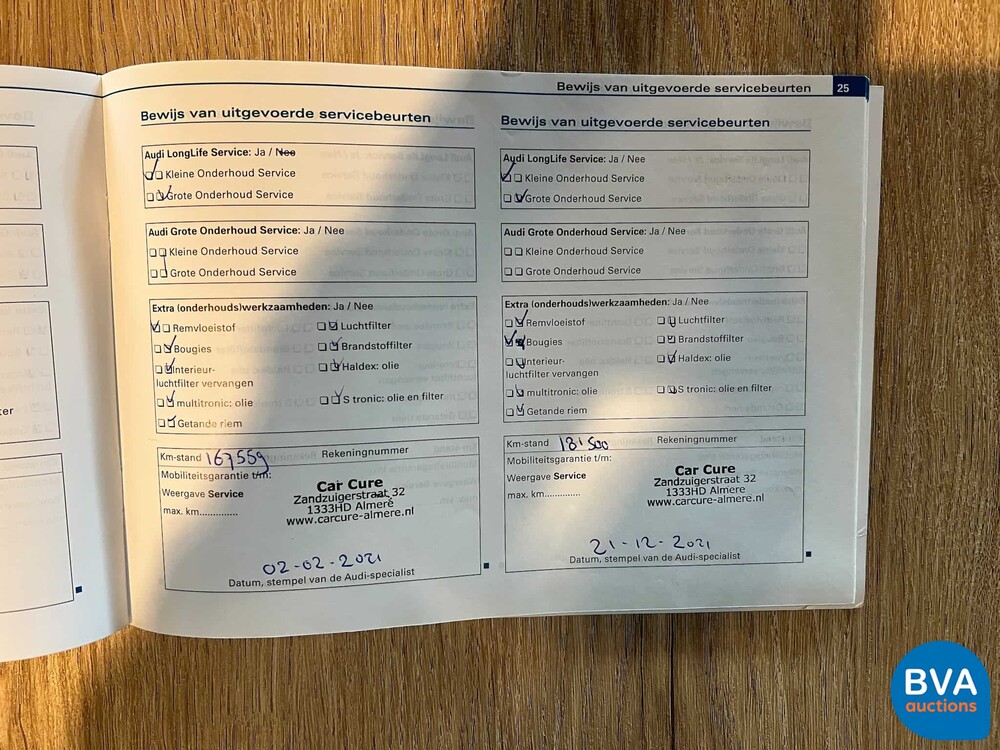 Bewijs van uitgevoerde servicebeurten 25
Bewijs van uitgevoerde servicebeurten
Audi LongLife Service: Ja / Nee
Kleine Onderhoud Service
Grote Onderhoud Service
Audi Grote Onderhoud Service: Ja / Nee
Kleine Onderhoud Service
Grote Onderhoud Service
Extra (onderhouds)werkzaamheden: Ja / Nee
Remvloeistof
Luchtfilter
Bougies
Brandstoffilter
Interieur-
luchtfilter vervangen
Haldex: olie
multitronic: olie
S tronic: olie en filter
Getande riem
Km-stand 167559 Rekeningnummer
Mobiliteitsgarantie t/m:
Weergave Service
max. km.............
Car Cure
Zandzuigerstraat 32
1333HD Almere
www.carcure-almere.nl
02-02-2021
Datum, stempel van de Audi-specialist
Bewijs van uitgevoerde servicebeurten
Audi LongLife Service: Ja / Nee
Kleine Onderhoud Service
Grote Onderhoud Service
Audi Grote Onderhoud Service: Ja / Nee
Kleine Onderhoud Service
Grote Onderhoud Service
Extra (onderhouds)werkzaamheden: Ja / Nee
Remvloeistof
Luchtfilter
Bougies
Brandstoffilter
Interieur-
luchtfilter vervangen
Haldex: olie
multitronic: olie
S tronic: olie en filter
Getande riem
Km-stand 181500 Rekeningnummer
Mobiliteitsgarantie t/m:
Weergave Service
max. km.............
Car Cure
Zandzuigerstraat 32
1333HD Almere
www.carcure-almere.nl
21-12-2021
Datum, stempel van de Audi-specialist
BVA
auctions